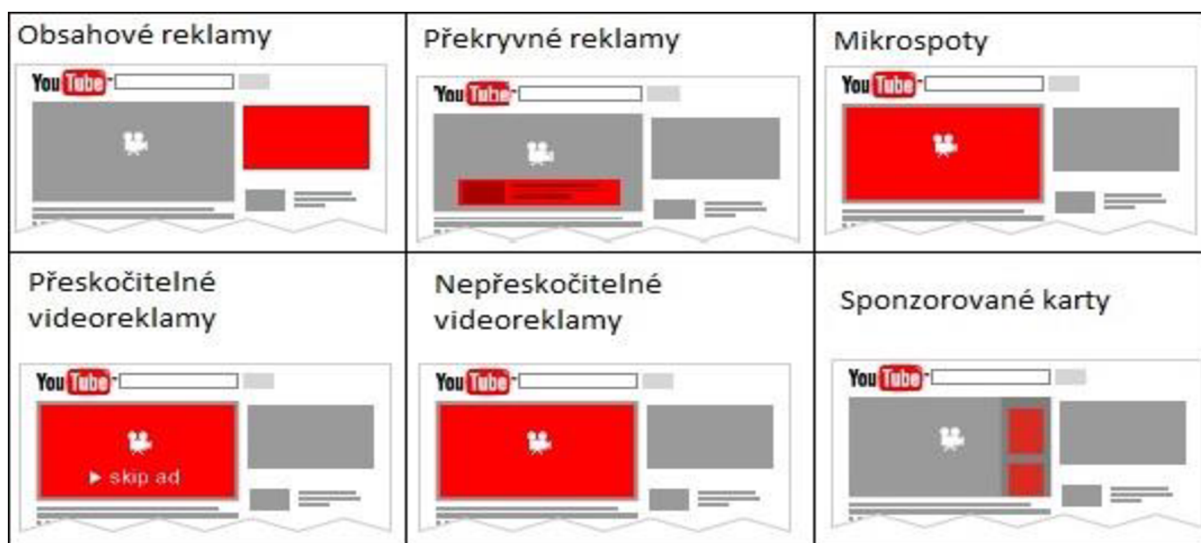 Obsahové reklamy
YouTube
Překryvné reklamy
YouTube
Mikrospoty
YouTube
Přeskočitelné
videoreklamy
YouTube
skip ad
Nepřeskočitelné
videoreklamy
YouTube
Sponzorované karty
YouTube